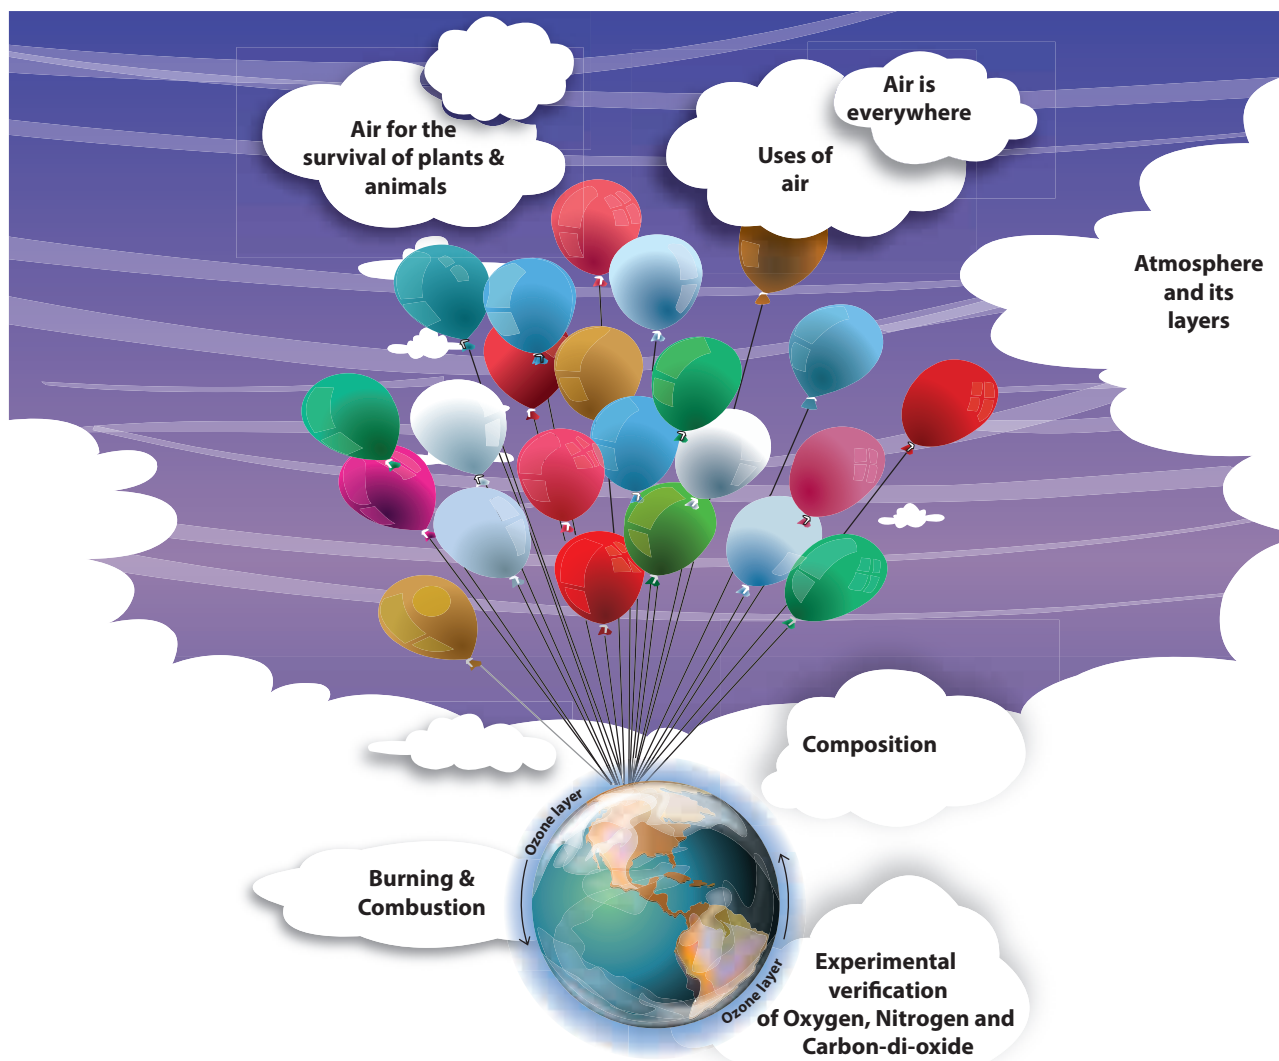 Air is
everywhere
Air for the
survival of plants &
animals
Uses of
air
Atmosphere
and its
layers
Composition
Ozone layer
Burning &
Combustion
Ozone layer
Experimental
verification
of Oxygen, Nitrogen and
Carbon-di-oxide